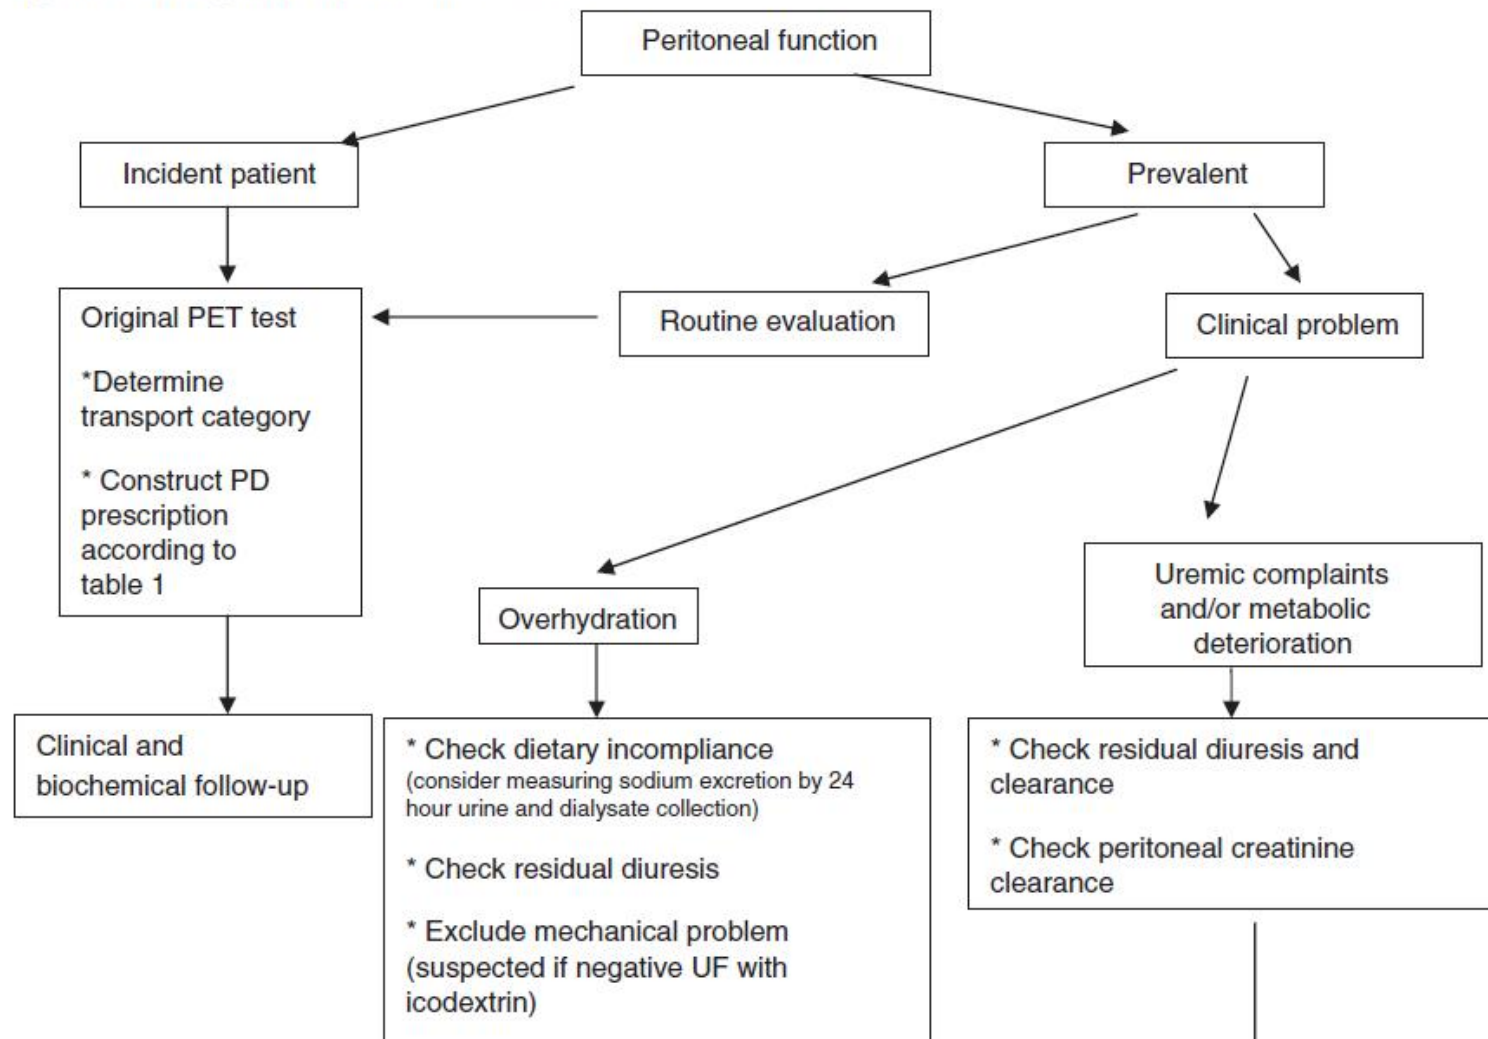 Peritoneal function
Incident patient
Prevalent
Original PET test
*Determine
transport category
* Construct PD
prescription
according to
table 1
Routine evaluation
Clinical problem
Overhydration
Uremic complaints
and/or metabolic
deterioration
Clinical and
biochemical follow-up
* Check dietary incompliance
(consider measuring sodium excretion by 24
hour urine and dialysate collection)
* Check residual diuresis
* Exclude mechanical problem
(suspected if negative UF with
icodextrin)
* Check residual diuresis and
clearance
* Check peritoneal creatinine
clearance